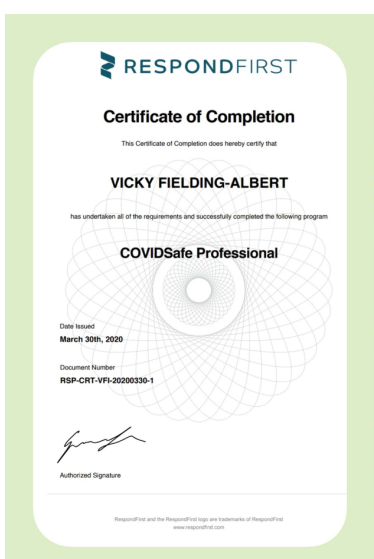 RESPONDFIRST
Certificate of Completion
This Certificate of Completion does hereby certify that
VICKY FIELDING-ALBERT
has undertaken all of the requirements and successfully completed the following program
COVIDSafe Professional
Date Issued
March 30th, 2020
Document Number
RSP-CRT-VFI-20200330-1
Authorized Signature
RespondFirst and the RespondFirst logo are trademarks of RespondFirst
www.respondfirst.com